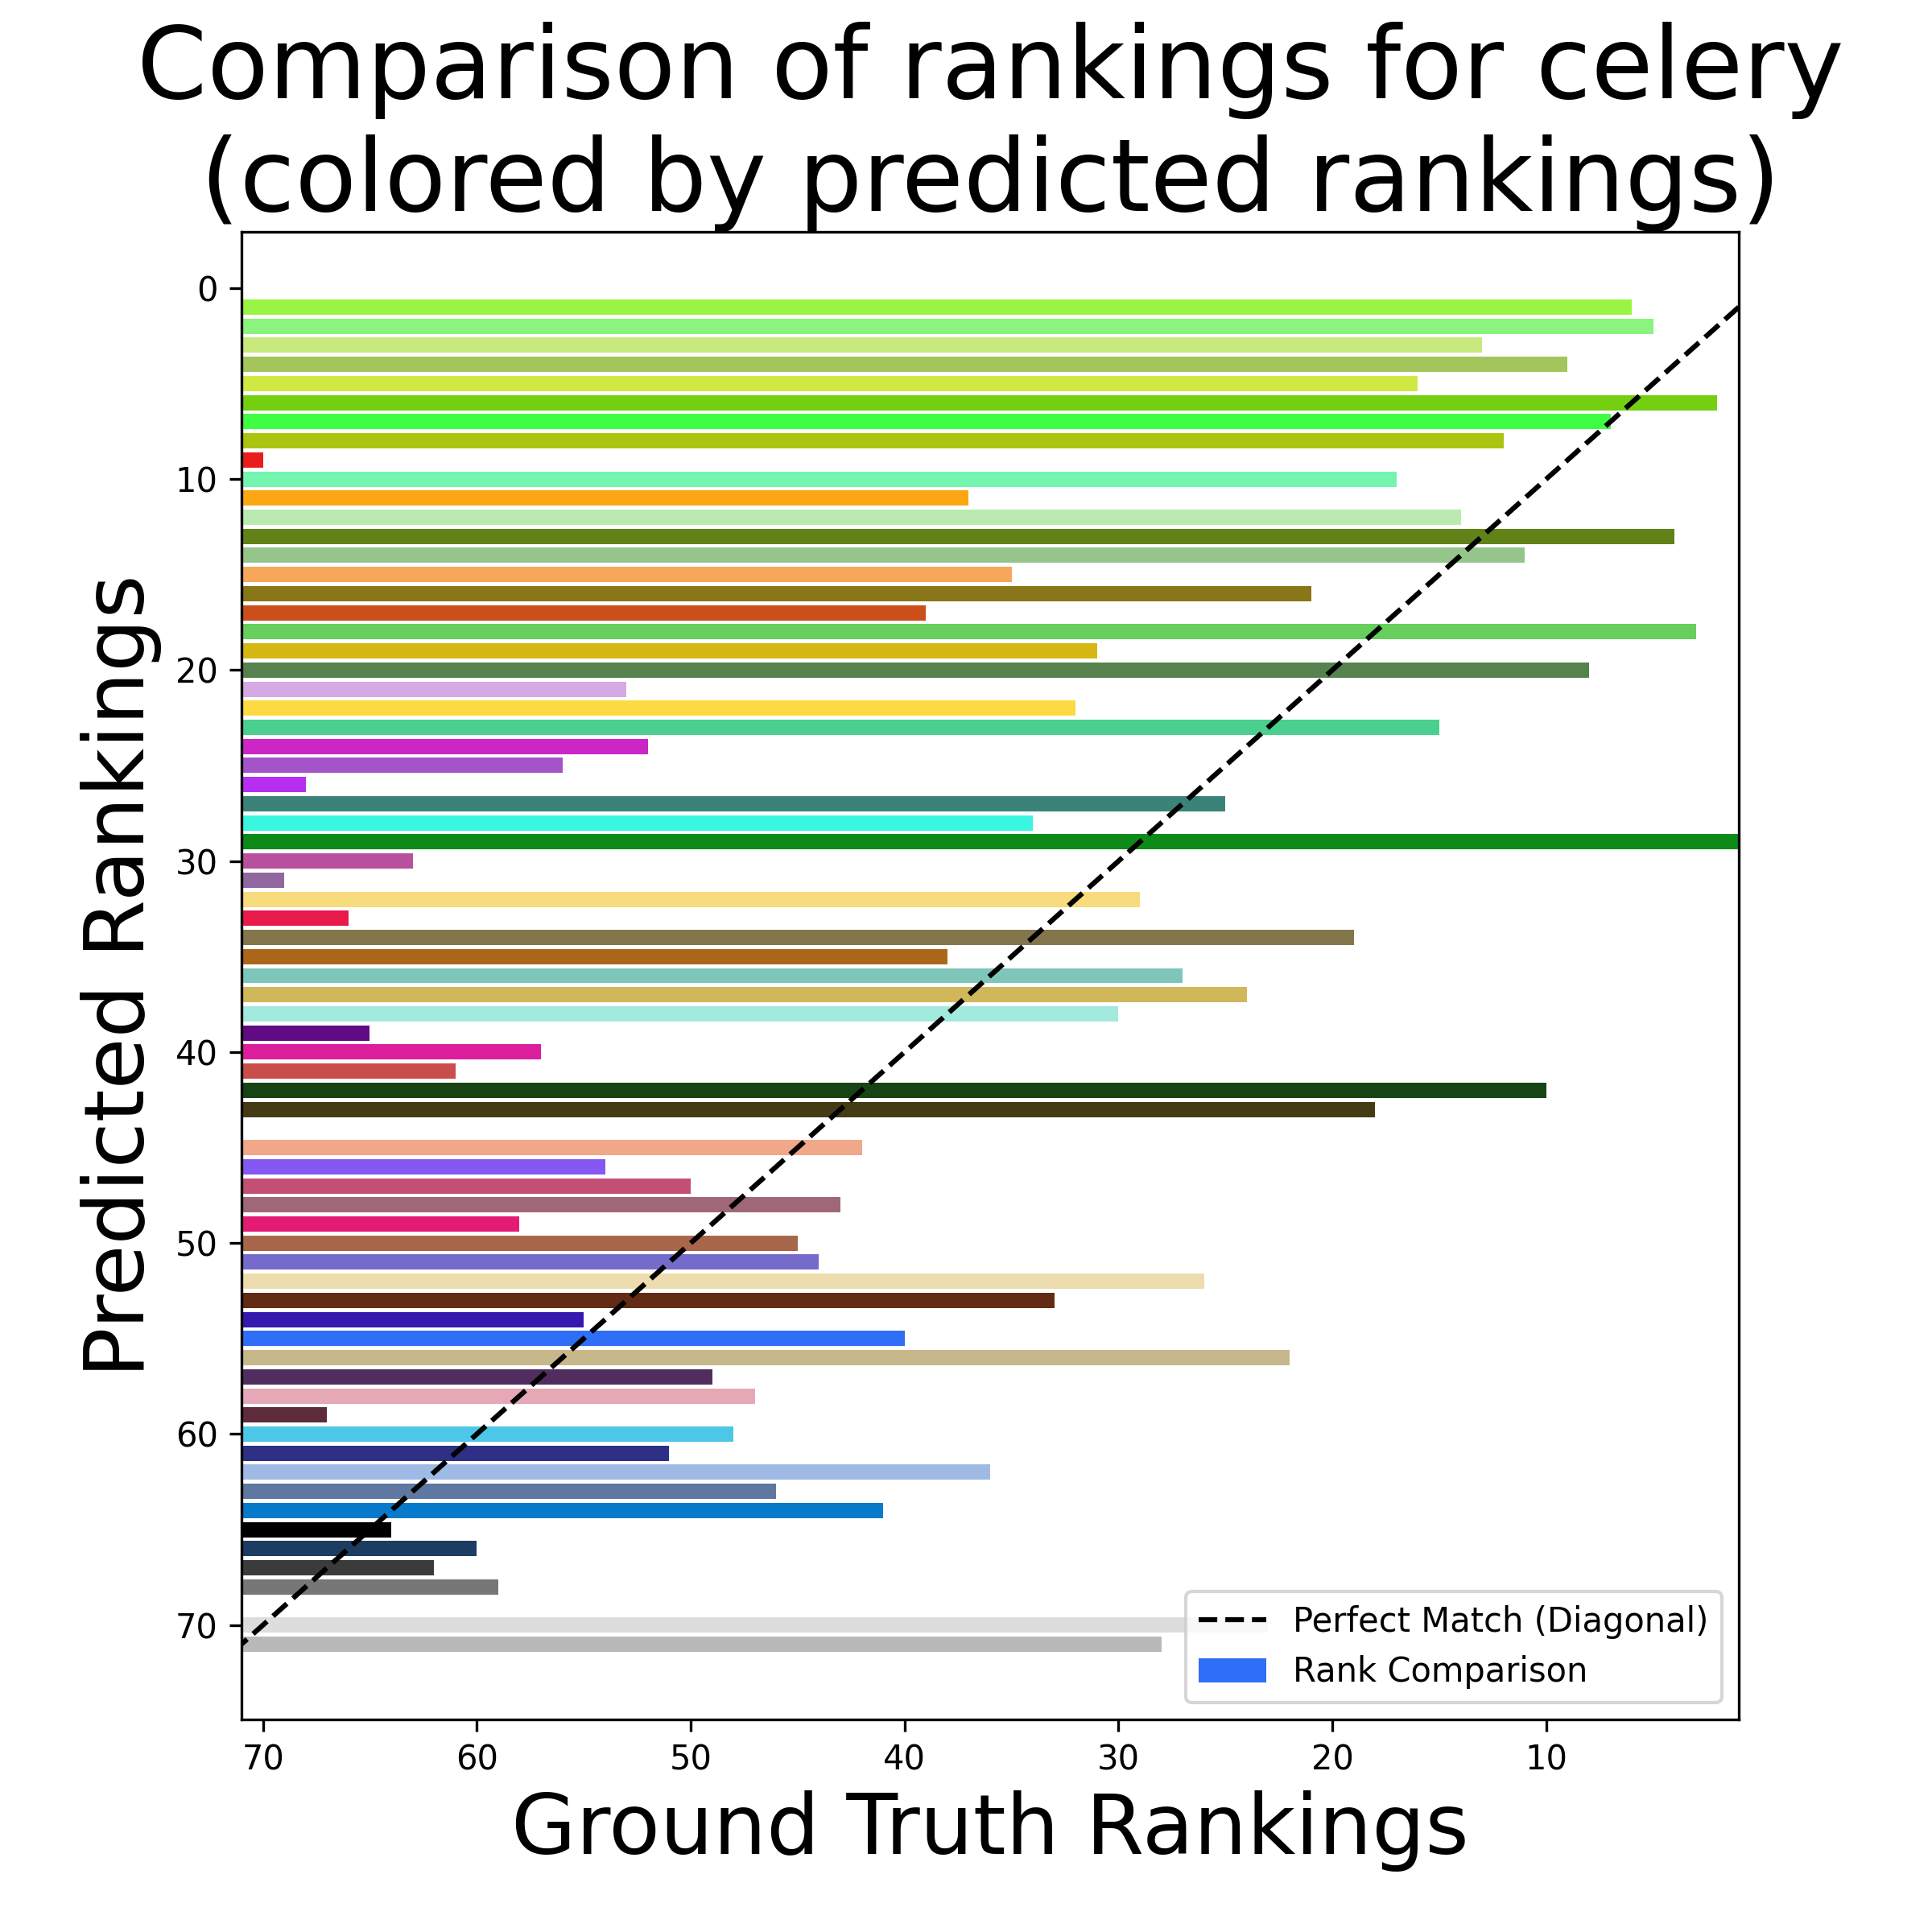 Comparison of rankings for celery
(colored by predicted rankings)
Predicted Rankings
0
10
20
30
40
50
60
70
Perfect Match (Diagonal)
Rank Comparison
70 60 50 40 30 20 10
Ground Truth Rankings